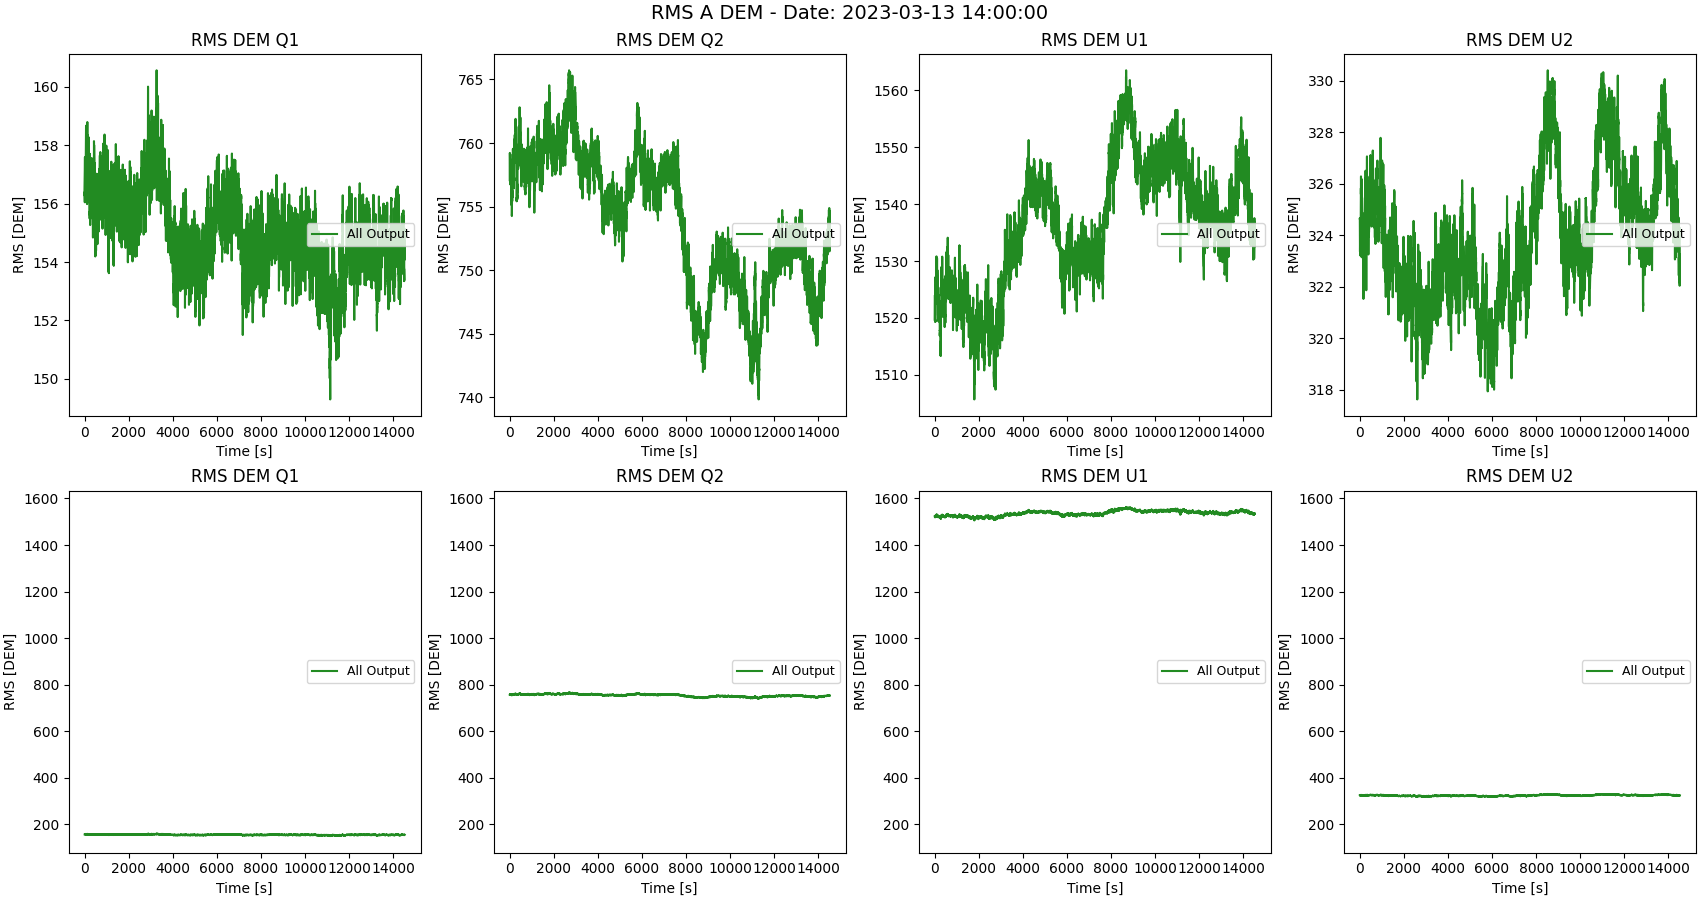 RMS A DEM - Date: 2023-03-13 14:00:00
RMS DEM Q1
RMS DEM Q2
RMS DEM U1
RMS DEM U2
RMS [DEM]
160
158
156
154
152
150
All Output
0 2000 4000 6000 8000 10000 12000 14000
Time [s]
RMS [DEM]
765
760
755
750
745
740
All Output
0 2000 4000 6000 8000 10000 12000 14000
Time [s]
RMS [DEM]
1560
1550
1540
1530
1520
1510
All Output
0 2000 4000 6000 8000 10000 12000 14000
Time [s]
RMS [DEM]
330
328
326
324
322
320
318
All Output
0 2000 4000 6000 8000 10000 12000 14000
Time [s]
RMS DEM Q1
RMS DEM Q2
RMS DEM U1
RMS DEM U2
RMS [DEM]
1600
1400
1200
1000
800
600
400
200
All Output
0 2000 4000 6000 8000 10000 12000 14000
Time [s]
RMS [DEM]
1600
1400
1200
1000
800
600
400
200
All Output
0 2000 4000 6000 8000 10000 12000 14000
Time [s]
RMS [DEM]
1600
1400
1200
1000
800
600
400
200
All Output
0 2000 4000 6000 8000 10000 12000 14000
Time [s]
RMS [DEM]
1600
1400
1200
1000
800
600
400
200
All Output
0 2000 4000 6000 8000 10000 12000 14000
Time [s]